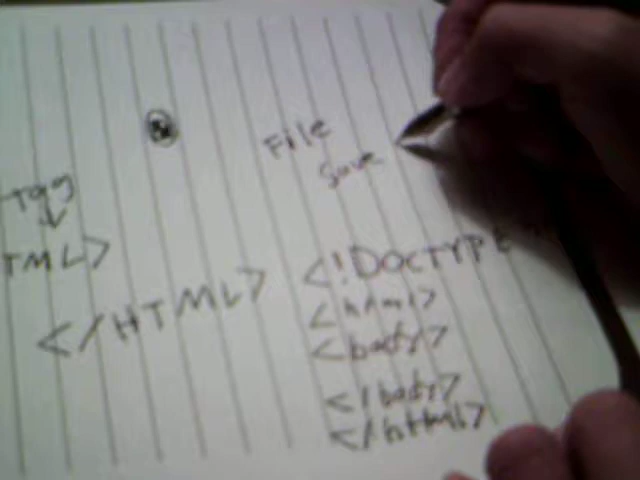 File
Save
Tag
TML>
</HTML>
<!DOCTYPE
<html>
<body>
</body>
</html>